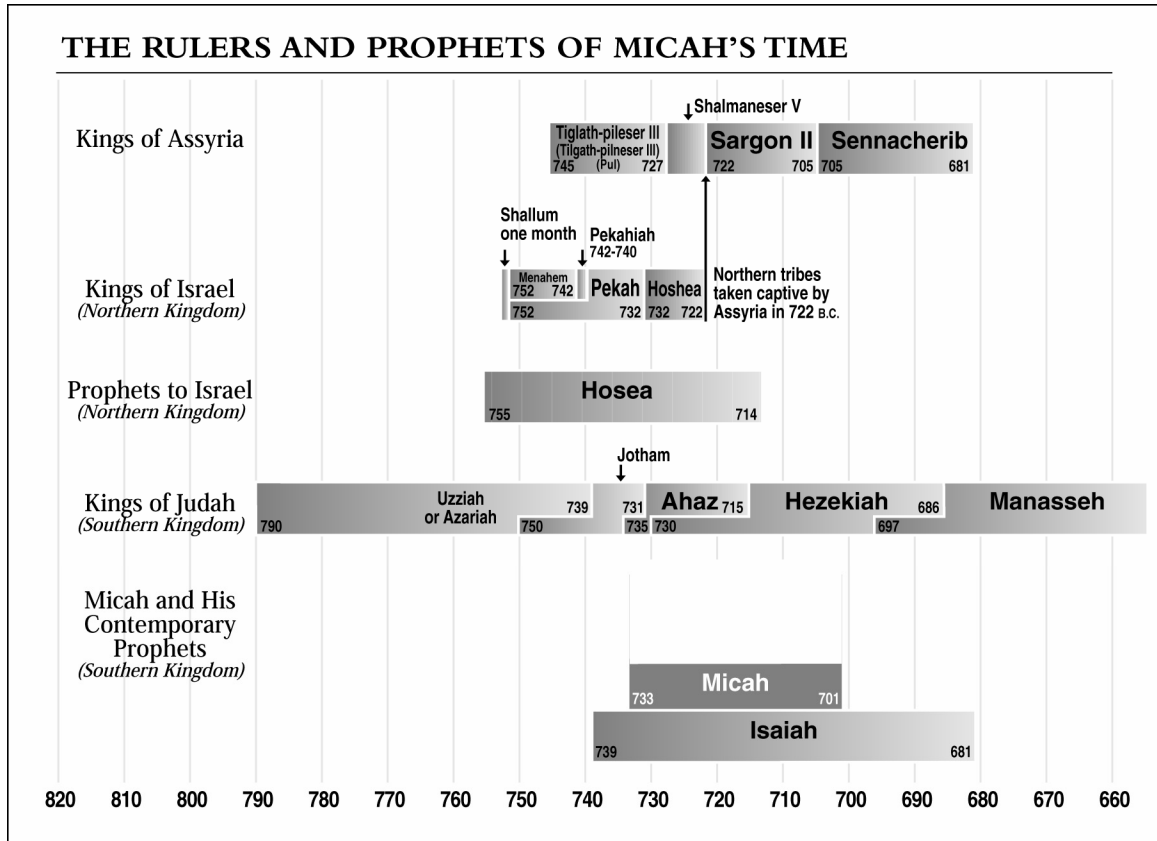 THE RULERS AND PROPHETS OF MICAH'S TIME
Shalmaneser V
Kings of Assyria
Tiglath-pileser III
(Tilgath-pilneser III)
(Pul)
745 727
Sargon II
722 705
Sennacherib
705 681
Shallum
one month
Pekahiah
742-740
Kings of Israel
(Northern Kingdom)
Menahem
752 742
Pekah
752 732
Hoshea
732 722
Northern tribes
taken captive by
Assyria in 722 B.C.
Prophets to Israel
(Northern Kingdom)
Hosea
755 714
Jotham
Kings of Judah
(Southern Kingdom)
Uzziah
or Azariah
790 739
750 731
Ahaz
735 730 715
Hezekiah
686
697
Manasseh
Micah and His
Contemporary
Prophets
(Southern Kingdom)
Micah
733 701
Isaiah
739 681
820 810 800 790 780 770 760 750 740 730 720 710 700 690 680 670 660